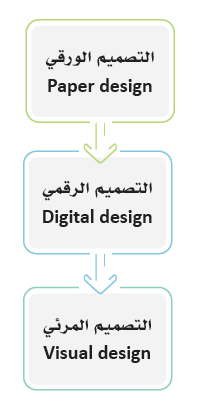 التصميم الورقي
Paper design
التصميم الرقمي
Digital design
التصميم المرئي
Visual design